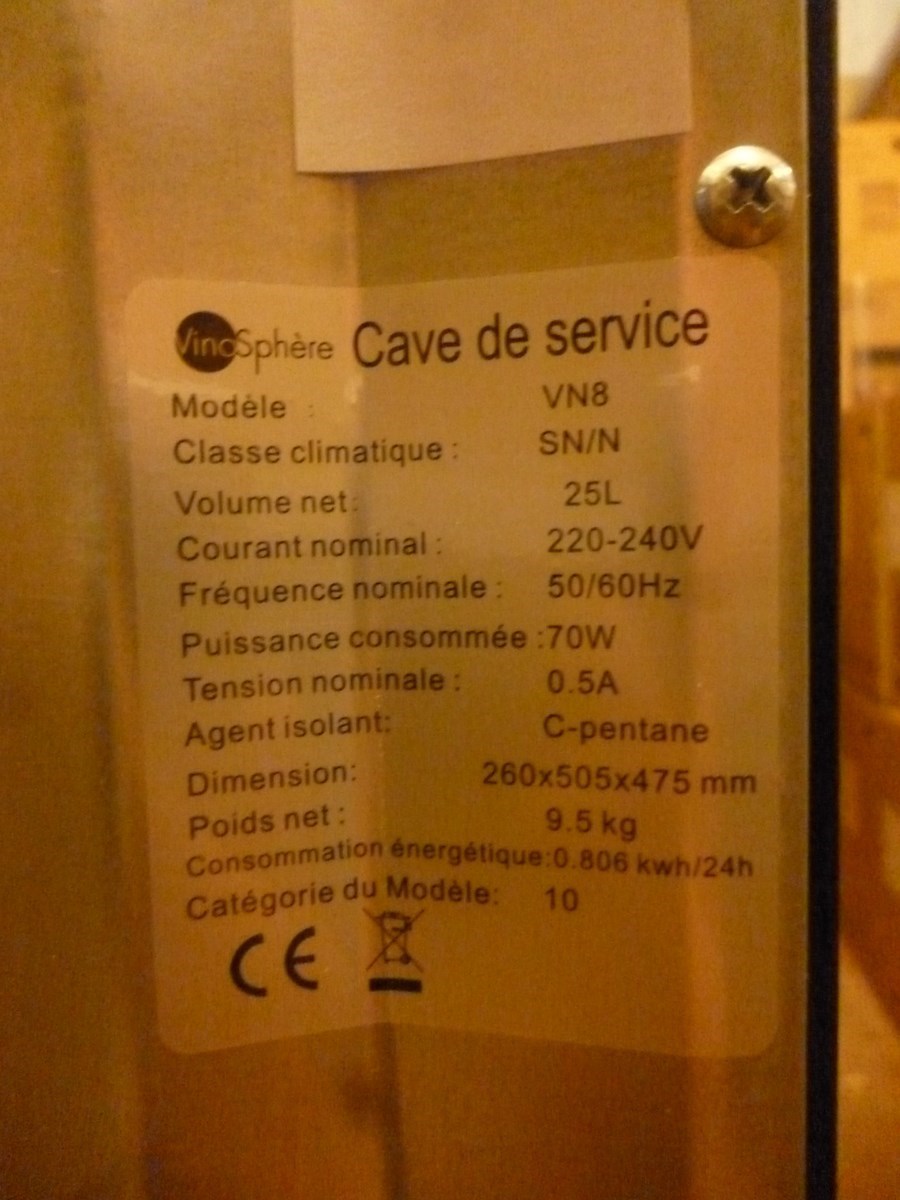 VinoSphère Cave de service
Modèle : VN8
Classe climatique : SN/N
Volume net: 25L
Courant nominal : 220-240V
Fréquence nominale : 50/60Hz
Puissance consommée :70W
Tension nominale : 0.5A
Agent isolant: C-pentane
Dimension: 260x505x475 mm
Poids net : 9.5 kg
Consommation énergétique:0.806 kwh/24h
Catégorie du Modèle: 10
CE